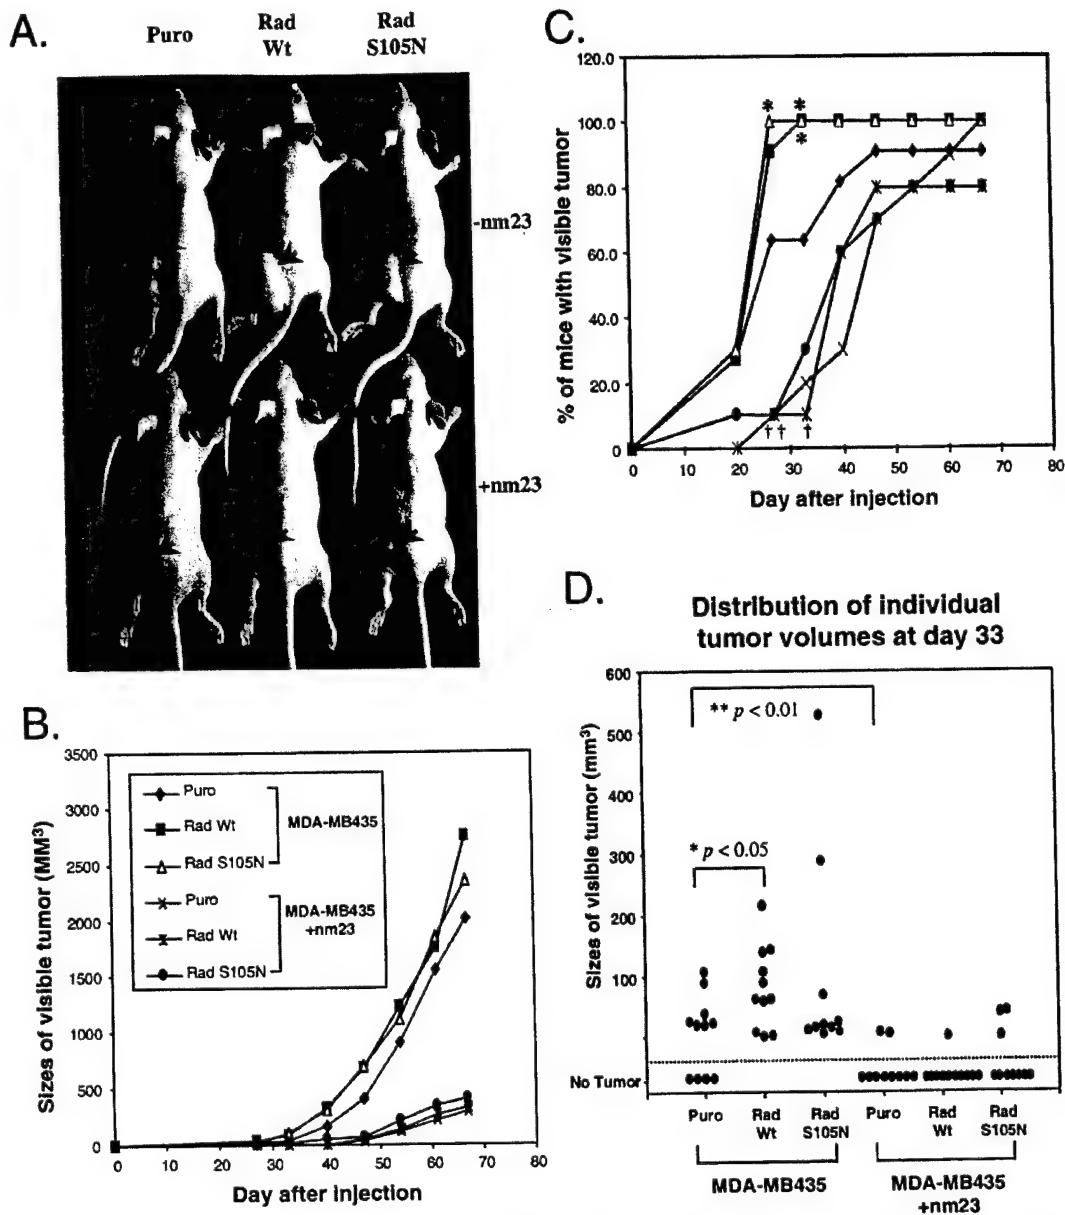 A.
Puro
Rad
Wt
Rad
S105N
-nm23
+nm23
B.
Sizes of visible tumor (MM³)
3500
3000
2500
2000
1500
1000
500
0
Puro
Rad Wt
Rad S105N
MDA-MB435
Puro
Rad Wt
Rad S105N
MDA-MB435
+nm23
0 10 20 30 40 50 60 70 80
Day after injection
C.
% of mice with visible tumor
120.0
100.0
80.0
60.0
40.0
20.0
0
* *
*
† † †
0 10 20 30 40 50 60 70 80
Day after injection
D.
Distribution of individual
tumor volumes at day 33
Sizes of visible tumor (mm³)
600
500
400
300
200
100
No Tumor
** p < 0.01
* p < 0.05
Puro
Rad
Wt
Rad
S105N
Puro
Rad
Wt
Rad
S105N
MDA-MB435
MDA-MB435
+nm23